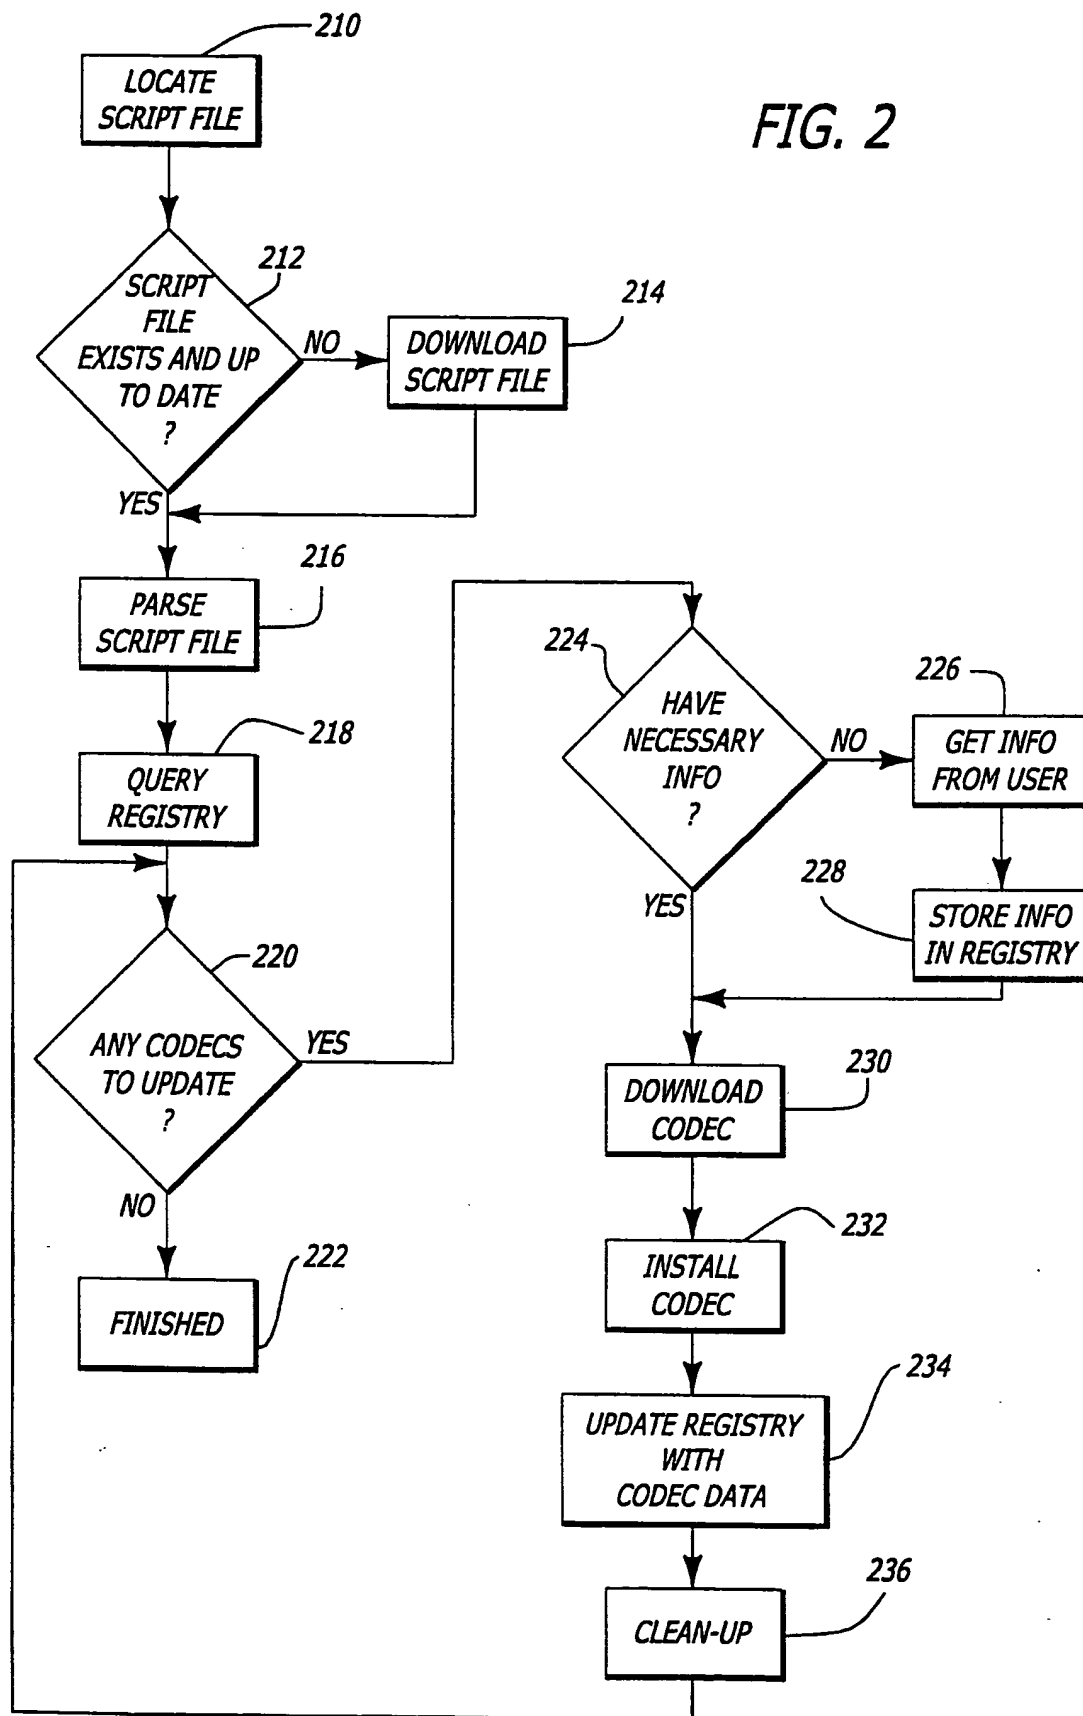 210
LOCATE
SCRIPT FILE
FIG. 2
212
SCRIPT
FILE
EXISTS AND UP
TO DATE
?
NO
214
DOWNLOAD
SCRIPT FILE
YES
216
PARSE
SCRIPT FILE
218
QUERY
REGISTRY
220
ANY CODECS
TO UPDATE
?
YES
NO
222
FINISHED
224
HAVE
NECESSARY
INFO
?
NO
226
GET INFO
FROM USER
228
STORE INFO
IN REGISTRY
YES
230
DOWNLOAD
CODEC
232
INSTALL
CODEC
234
UPDATE REGISTRY
WITH
CODEC DATA
236
CLEAN-UP